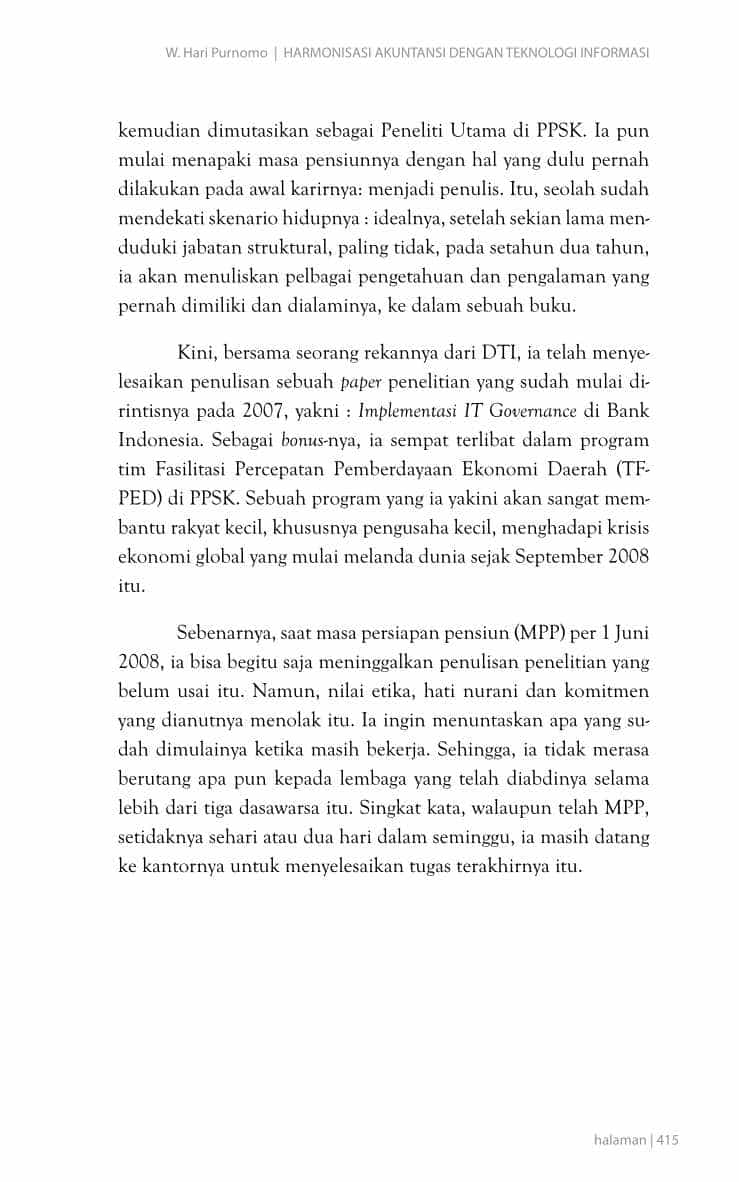 W. Hari Purnomo | HARMONISASI AKUNTANSI DENGAN TEKNOLOGI INFORMASI
kemudian dimutasikan sebagai Peneliti Utama di PPSK. Ia pun
mulai menapaki masa pensiunnya dengan hal yang dulu pernah
dilakukan pada awal karirnya: menjadi penulis. Itu, seolah sudah
mendekati skenario hidupnya : idealnya, setelah sekian lama men-
duduki jabatan struktural, paling tidak, pada setahun dua tahun,
ia akan menuliskan pelbagai pengetahuan dan pengalaman yang
pernah dimiliki dan dialaminya, ke dalam sebuah buku.
Kini, bersama seorang rekannya dari DTI, ia telah menye-
lesaikan penulisan sebuah paper penelitian yang sudah mulai di-
rintisnya pada 2007, yakni : Implementasi IT Governance di Bank
Indonesia. Sebagai bonus-nya, ia sempat terlibat dalam program
tim Fasilitasi Percepatan Pemberdayaan Ekonomi Daerah (TF-
PED) di PPSK. Sebuah program yang ia yakini akan sangat mem-
bantu rakyat kecil, khususnya pengusaha kecil, menghadapi krisis
ekonomi global yang mulai melanda dunia sejak September 2008
itu.
Sebenarnya, saat masa persiapan pensiun (MPP) per 1 Juni
2008, ia bisa begitu saja meninggalkan penulisan penelitian yang
belum usai itu. Namun, nilai etika, hati nurani dan komitmen
yang dianutnya menolak itu. Ia ingin menuntaskan apa yang su-
dah dimulainya ketika masih bekerja. Sehingga, ia tidak merasa
berutang apa pun kepada lembaga yang telah diabdinya selama
lebih dari tiga dasawarsa itu. Singkat kata, walaupun telah MPP,
setidaknya sehari atau dua hari dalam seminggu, ia masih datang
ke kantornya untuk menyelesaikan tugas terakhirnya itu.
halaman | 415